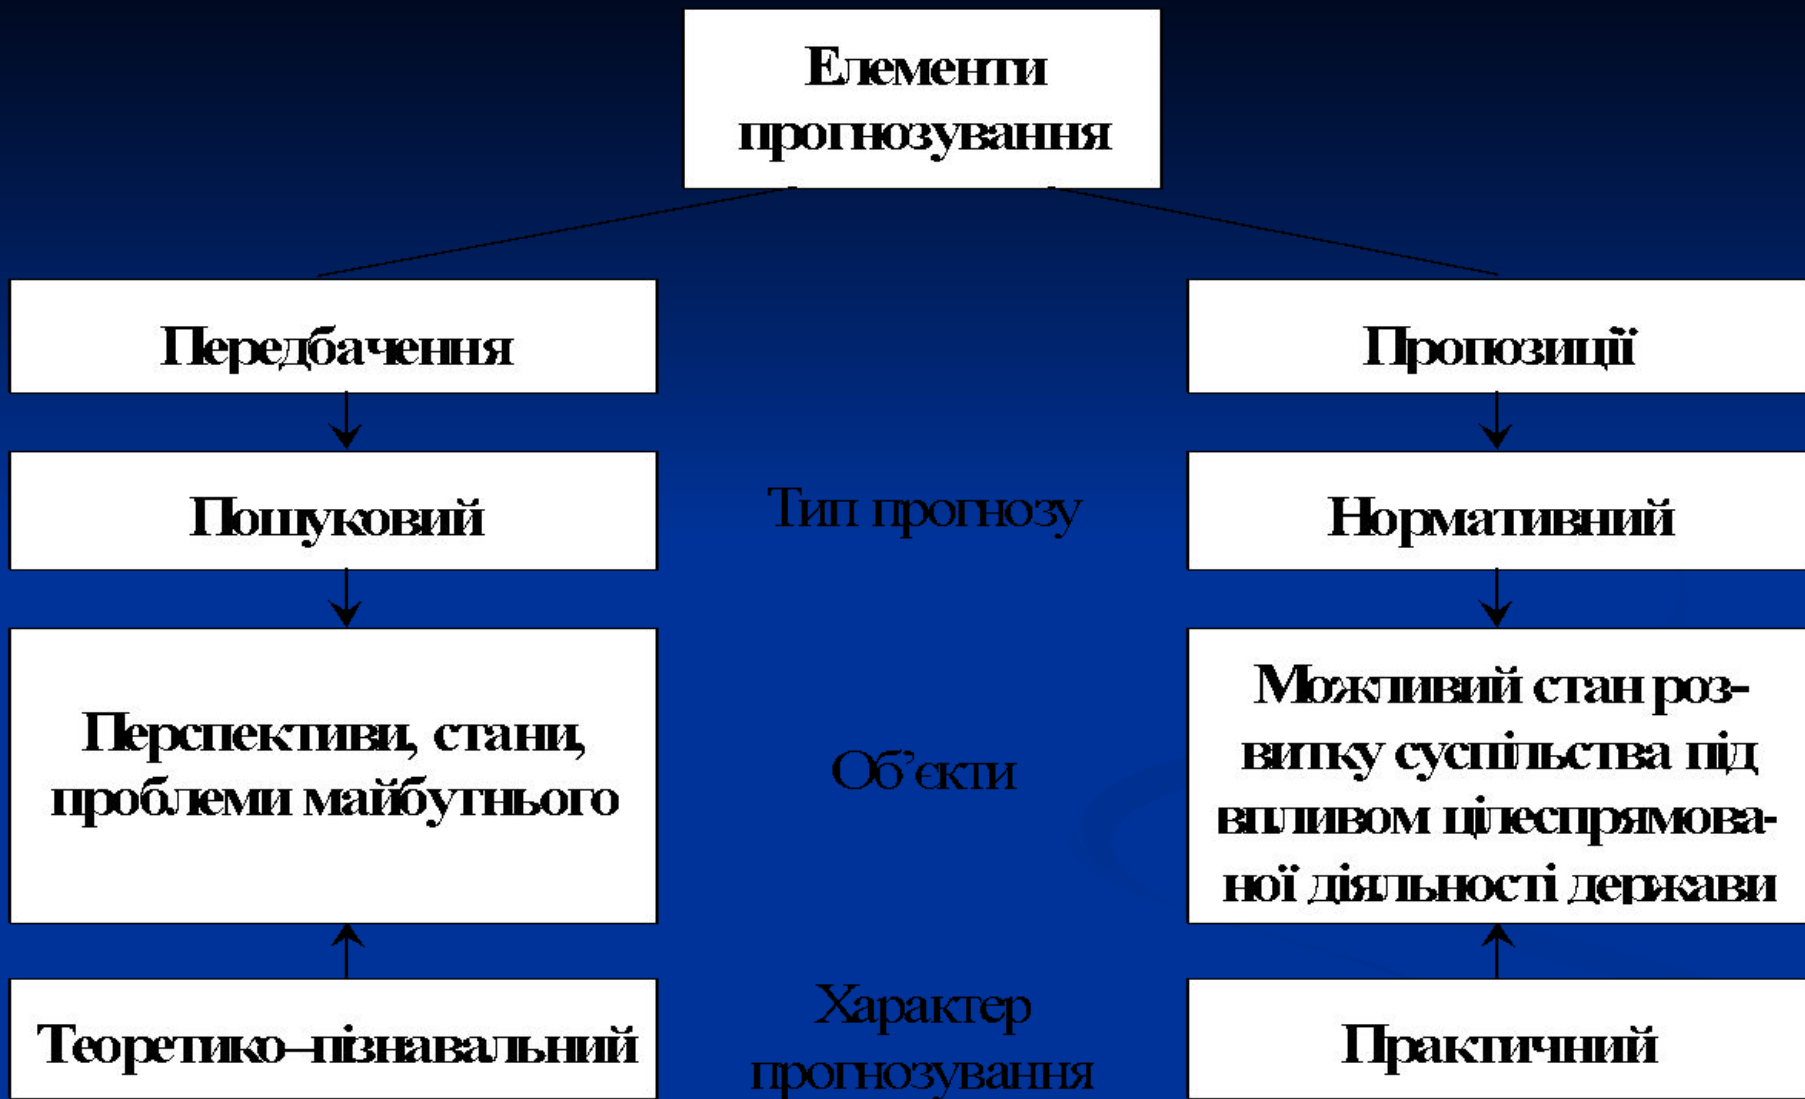 Елементи
прогнозування
Передбачення
Пропозиції
Пошуковий
Тип прогнозу
Нормативний
Перспективи, стани,
проблеми майбутнього
Об’єкти
Можливий стан роз-
витку суспільства під
впливом цілеспрямова-
ної діяльності держави
Теоретико–пізнавальний
Характер
прогнозування
Практичний